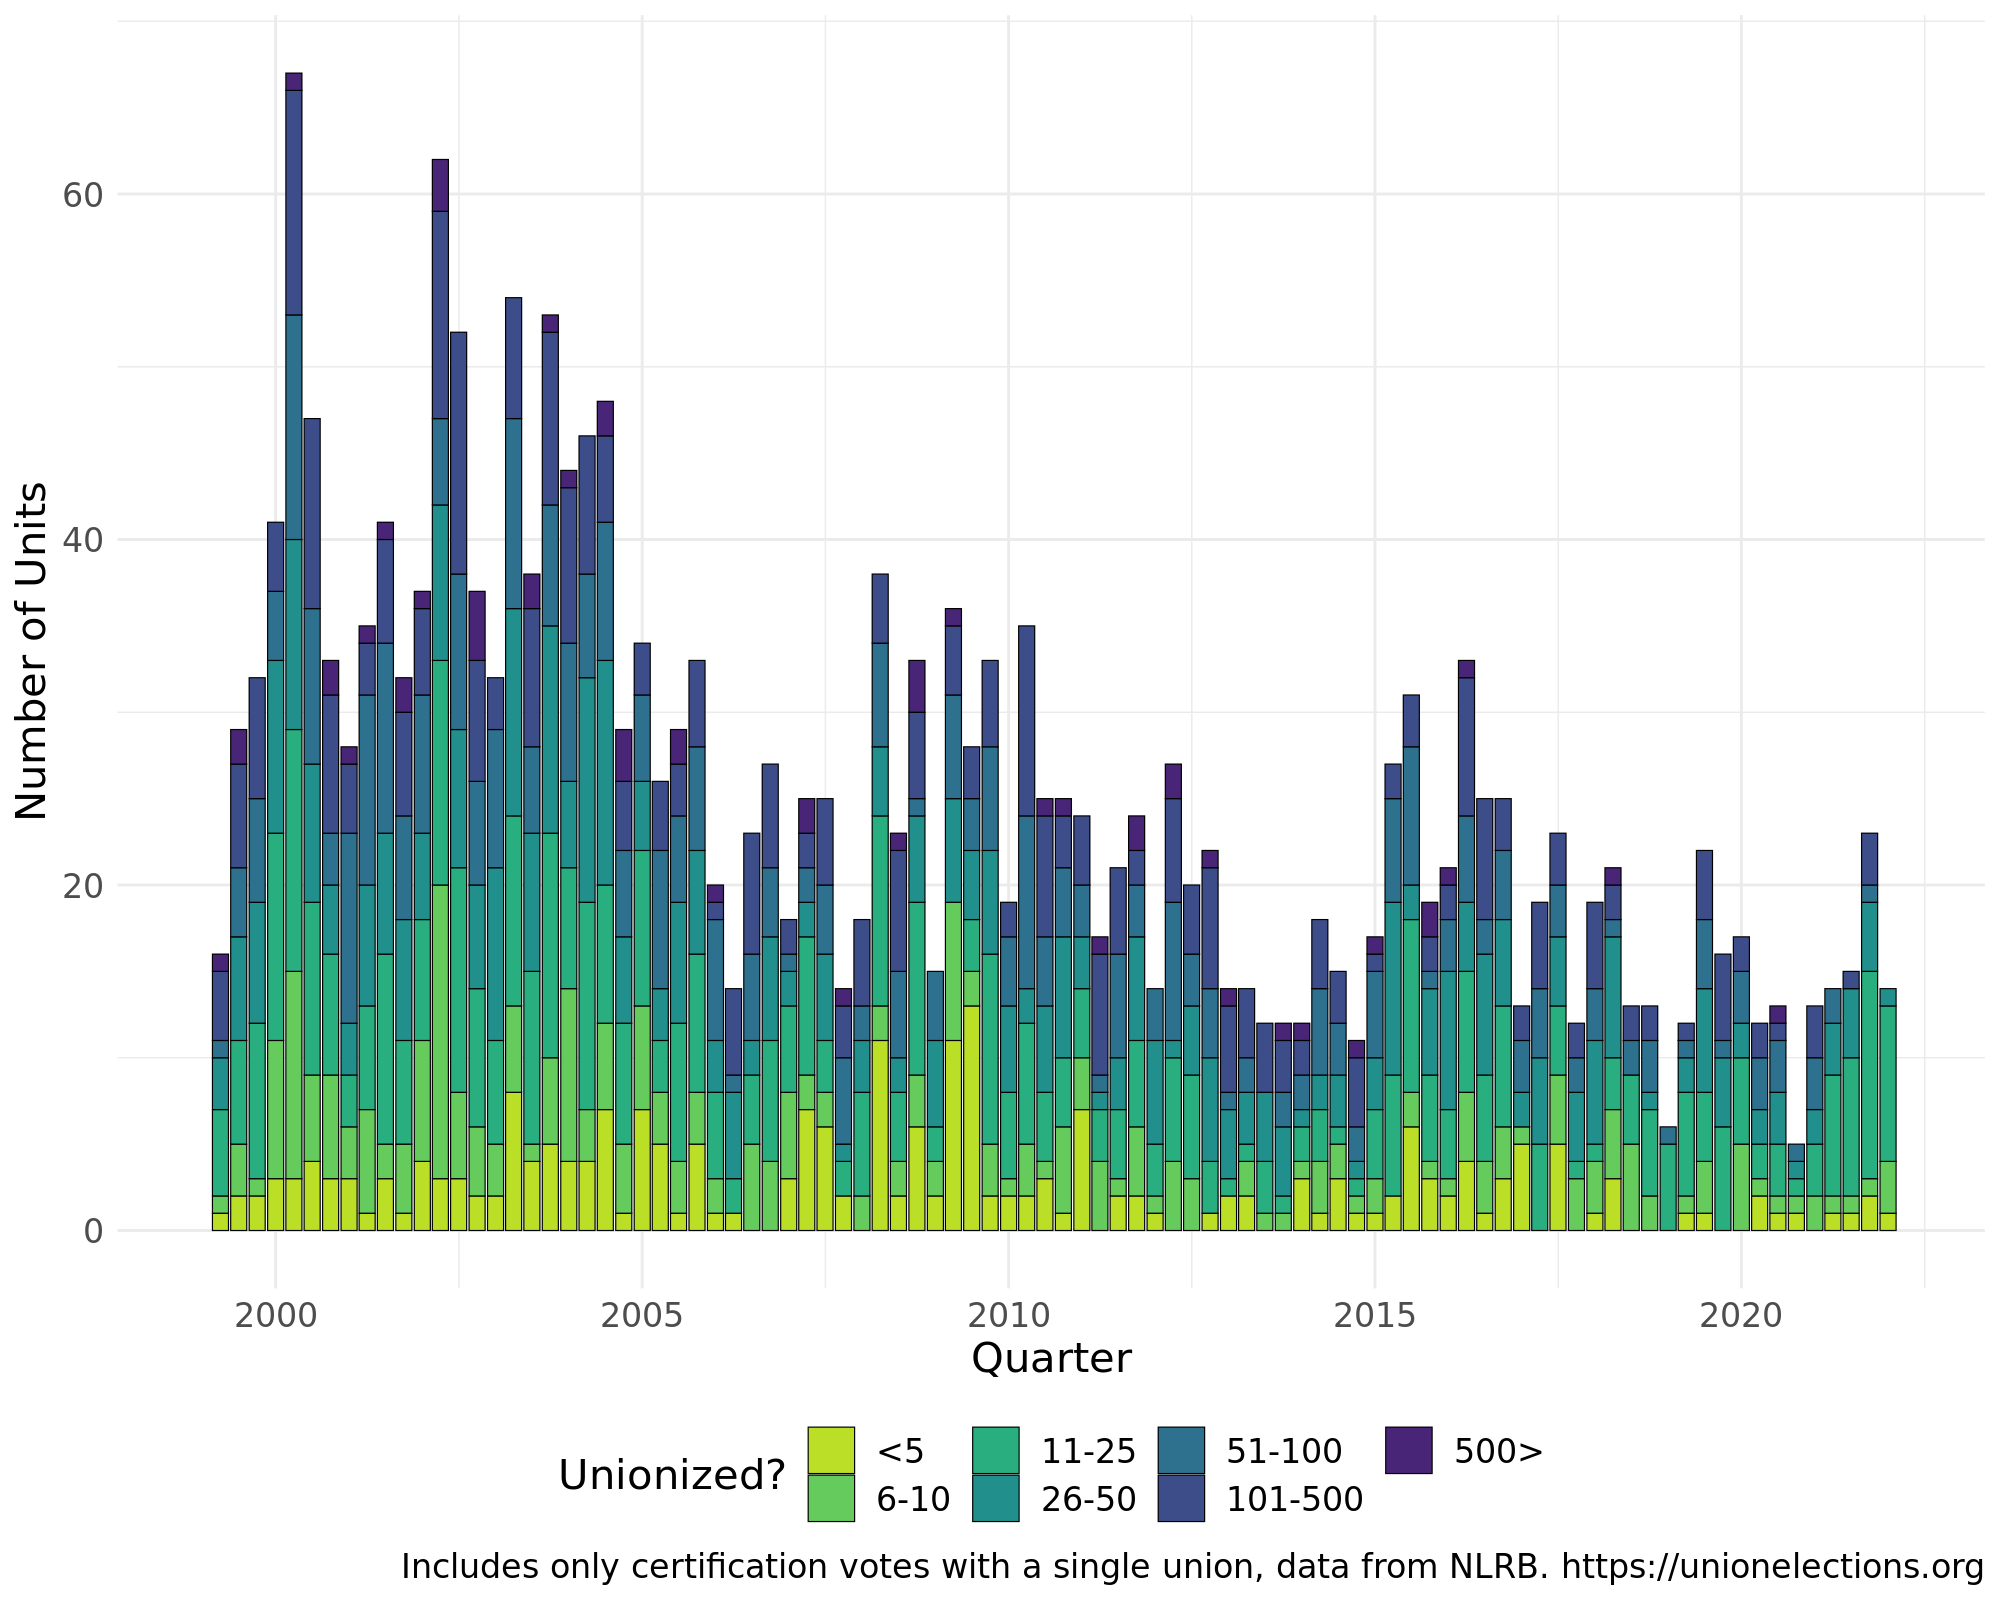 60
40
20
0
Number of Units
2000 2005 2010 2015 2020
Quarter
Unionized?
<5 11-25 51-100 500>
6-10 26-50 101-500
Includes only certification votes with a single union, data from NLRB. https://unionelections.org